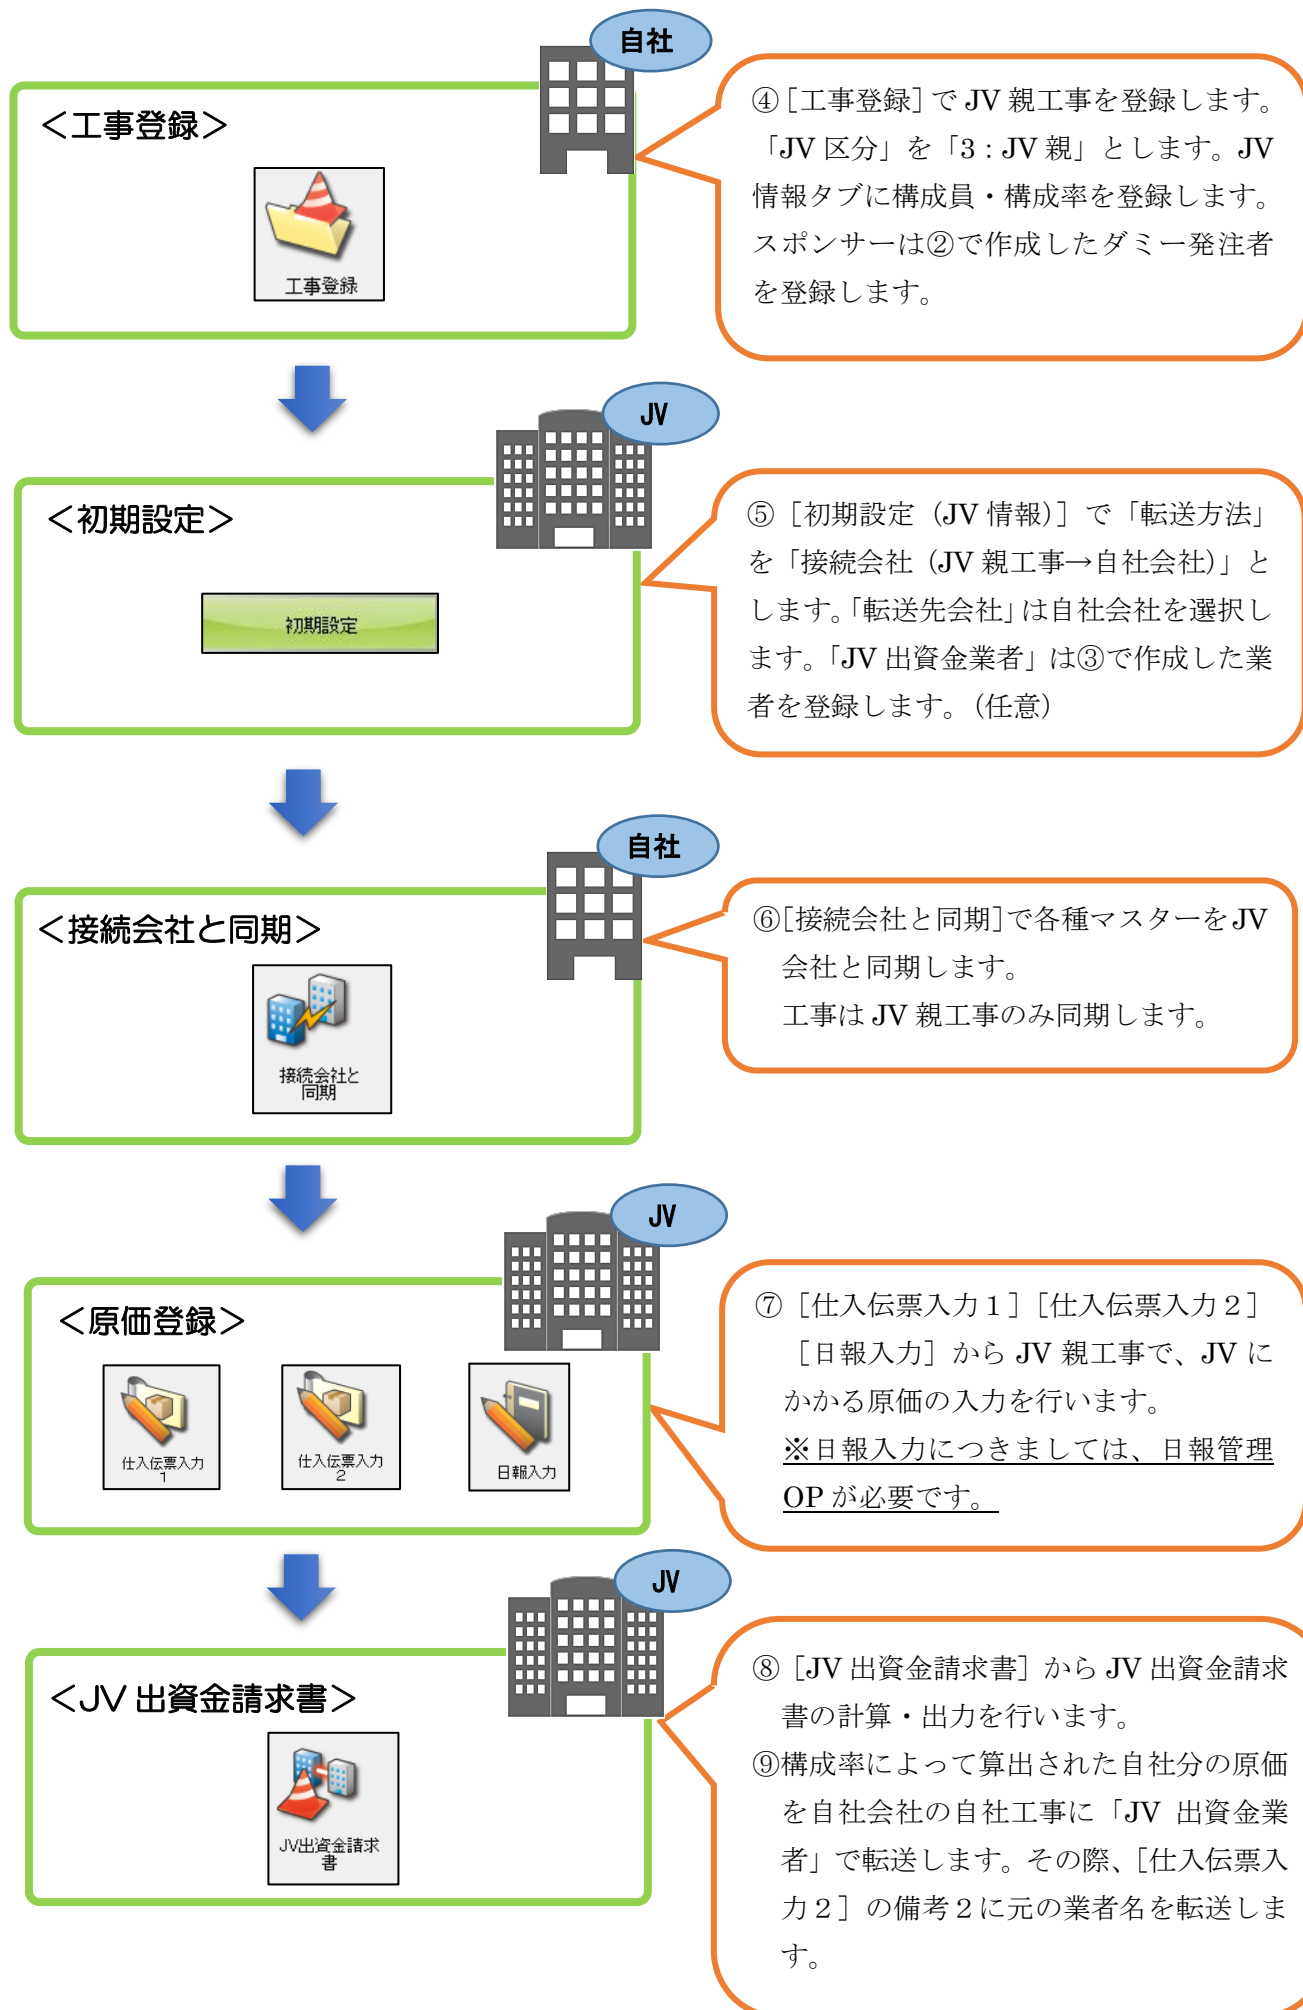 自社
＜工事登録＞
工事登録
④［工事登録］で JV 親工事を登録します。
「JV 区分」を「3：JV 親」とします。JV
情報タブに構成員・構成率を登録します。
スポンサーは②で作成したダミー発注者
を登録します。
JV
＜初期設定＞
初期設定
⑤［初期設定（JV 情報）］で「転送方法」
を「接続会社（JV 親工事→自社会社）」と
します。「転送先会社」は自社会社を選択し
ます。「JV 出資金業者」は③で作成した業
者を登録します。（任意）
自社
＜接続会社と同期＞
接続会社と
同期
⑥［接続会社と同期］で各種マスターを JV
会社と同期します。
工事は JV 親工事のみ同期します。
JV
＜原価登録＞
仕入伝票入力
1
仕入伝票入力
2
日報入力
⑦［仕入伝票入力１］［仕入伝票入力２］
［日報入力］から JV 親工事で、JV に
かかる原価の入力を行います。
※日報入力につきましては、日報管理
OP が必要です。
JV
＜JV 出資金請求書＞
JV出資金請求
書
⑧［JV 出資金請求書］から JV 出資金請求
書の計算・出力を行います。
⑨構成率によって算出された自社分の原価
を自社会社の自社工事に「JV 出資金業
者」で転送します。その際、［仕入伝票入
力２］の備考２に元の業者名を転送しま
す。